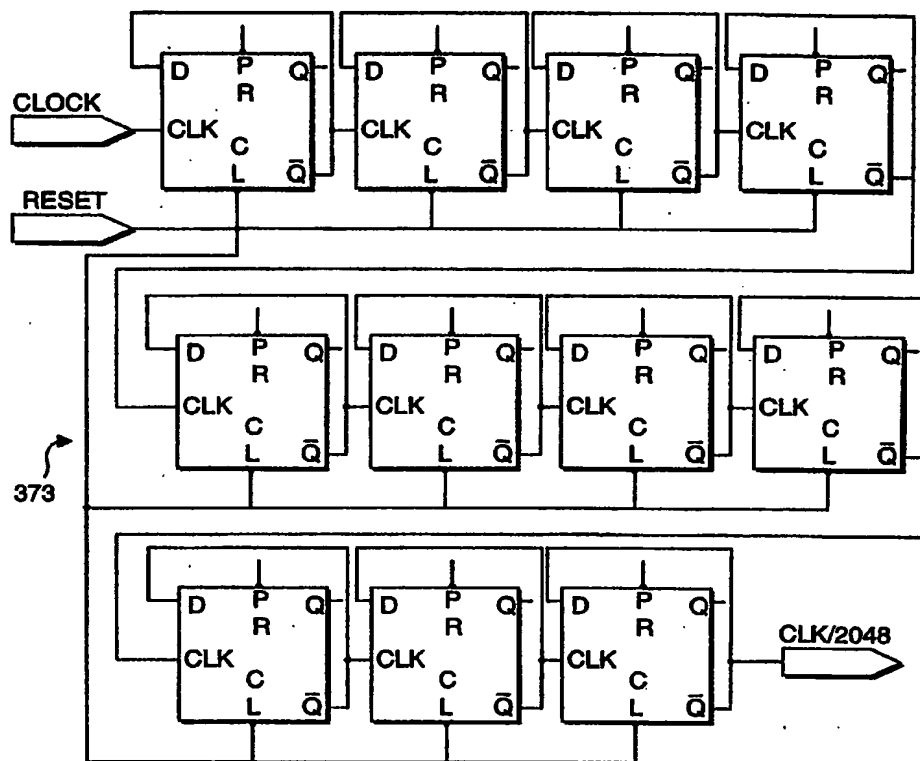 D P Q D P Q D P Q D P Q
R R R R
CLOCK
CLK CLK CLK CLK
C C C C
L Q̅ L Q̅ L Q̅ L Q̅
RESET
D P Q D P Q D P Q D P Q
R R R R
CLK CLK CLK CLK
C C C C
L Q̅ L Q̅ L Q̅ L Q̅
373
D P Q D P Q D P Q
R R R
CLK/2048
CLK CLK CLK
C C C
L Q̅ L Q̅ L Q̅